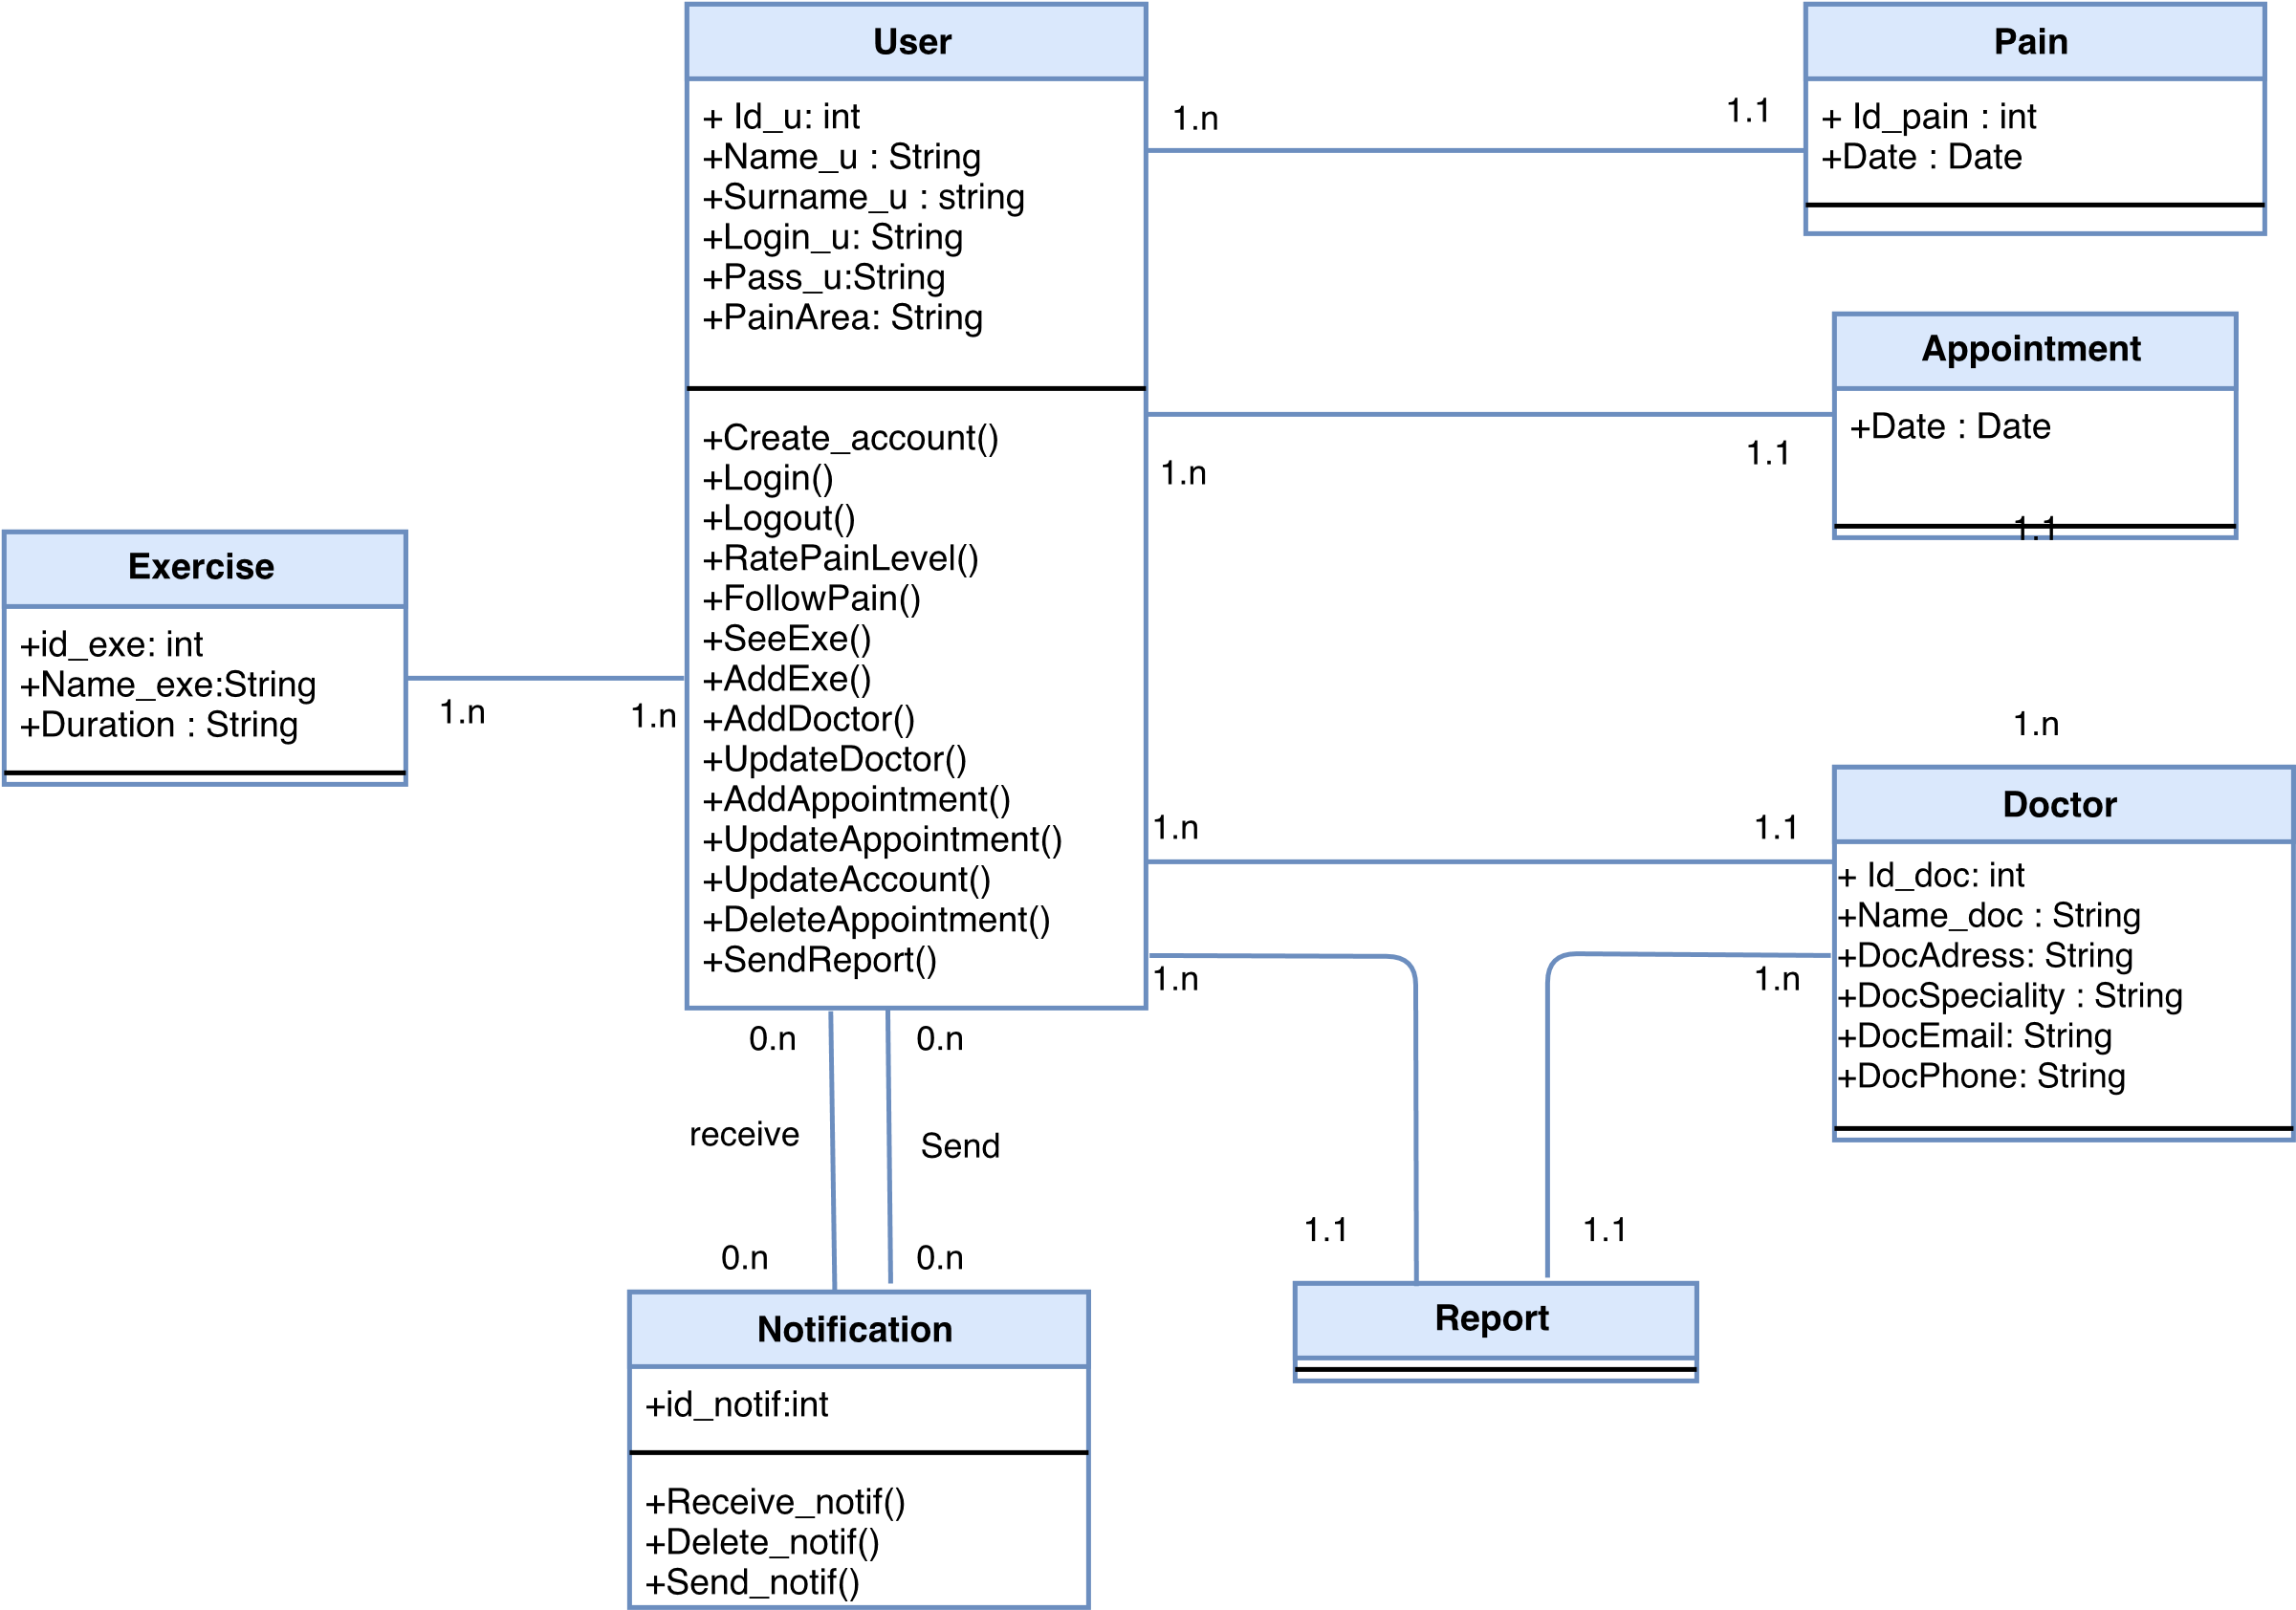 User
+ Id_u: int
+Name_u : String
+Surname_u : string
+Login_u: String
+Pass_u:String
+PainArea: String
+Create_account()
+Login()
+Logout()
+RatePainLevel()
+FollowPain()
+SeeExe()
+AddExe()
+AddDoctor()
+UpdateDoctor()
+AddAppointment()
+UpdateAppointment()
+UpdateAccount()
+DeleteAppointment()
+SendReport()
1.n
1.1
Pain
+ Id_pain : int
+Date : Date
1.n
1.1
Appointment
+Date : Date
1.1
Exercise
+id_exe: int
+Name_exe:String
+Duration : String
1.n
1.n
1.n
1.n
1.1
Doctor
+ Id_doc: int
+Name_doc : String
+DocAdress: String
+DocSpeciality : String
+DocEmail: String
+DocPhone: String
1.n
1.n
0.n
0.n
receive
Send
0.n
0.n
1.1
1.1
Notification
+id_notif:int
+Receive_notif()
+Delete_notif()
+Send_notif()
Report